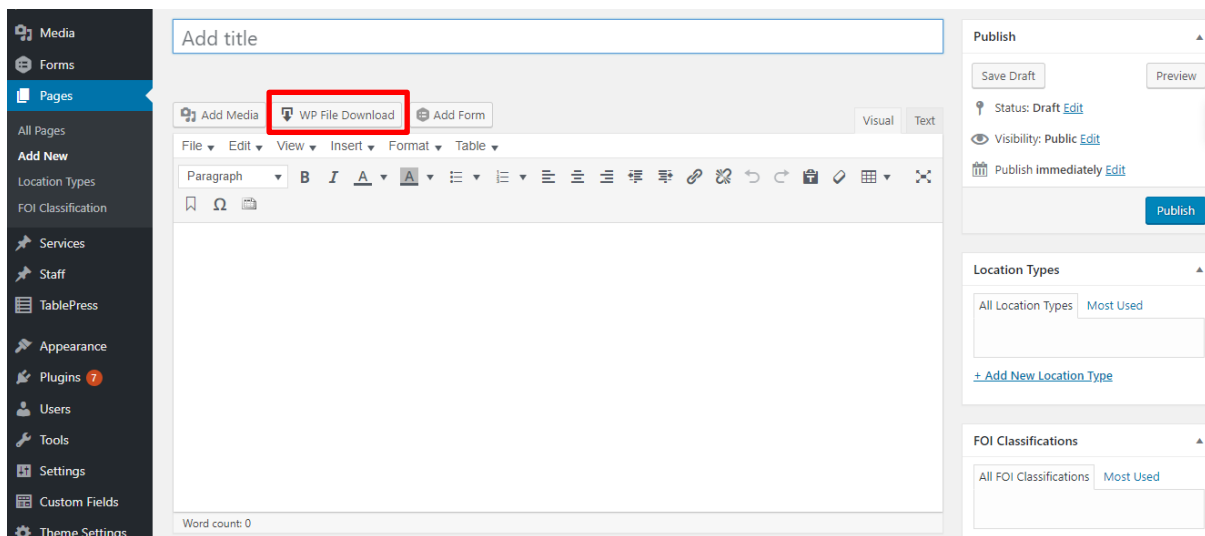 Media
Forms
Pages
All Pages
Add New
Location Types
FOI Classification
Services
Staff
TablePress
Appearance
Plugins 7
Users
Tools
Settings
Custom Fields
Theme Settings
Add title
Add Media WP File Download Add Form
Visual Text
File Edit View Insert Format Table
Paragraph B I A A
Ω
Word count: 0
Publish
Save Draft Preview
Status: Draft Edit
Visibility: Public Edit
Publish immediately Edit
Publish
Location Types
All Location Types Most Used
+ Add New Location Type
FOI Classifications
All FOI Classifications Most Used